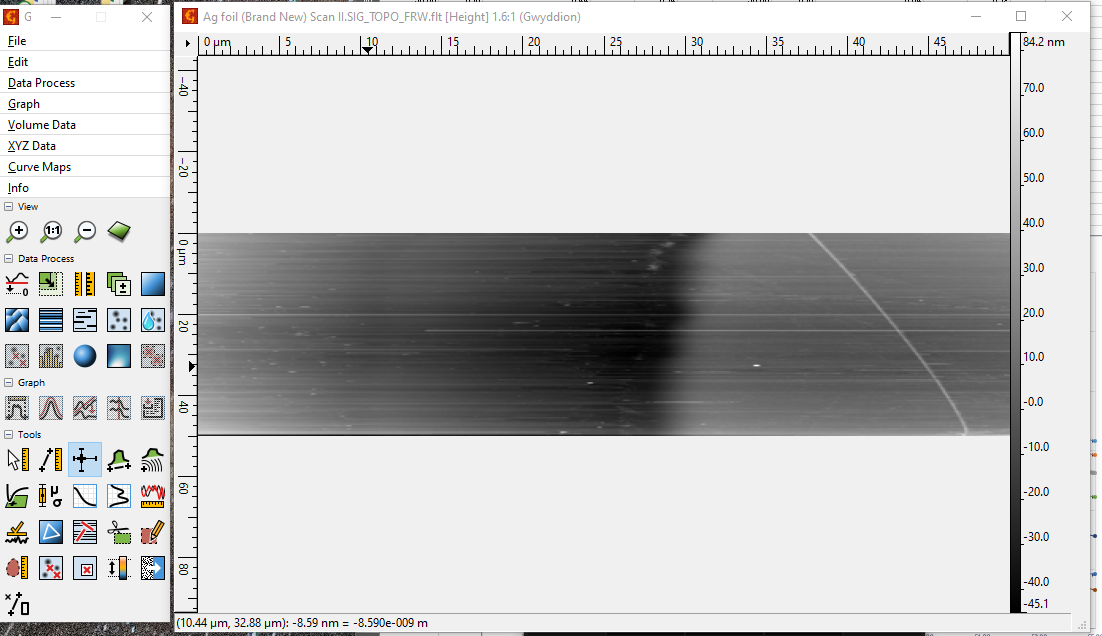 G
File
Edit
Data Process
Graph
Volume Data
XYZ Data
Curve Maps
Info
View
1:1
Data Process
0
Graph
Tools
μ
σ
Ag foil (Brand New) Scan II.SIG_TOPO_FRW.flt [Height] 1.6:1 (Gwyddion)
0 µm 5 10 15 20 25 30 35 40 45
84.2 nm
−40
−20
0 µm
20
40
60
80
70.0
60.0
50.0
40.0
30.0
20.0
10.0
-0.0
-10.0
-20.0
-30.0
-40.0
-45.1
(10.44 µm, 32.88 µm): -8.59 nm = -8.590e-009 m